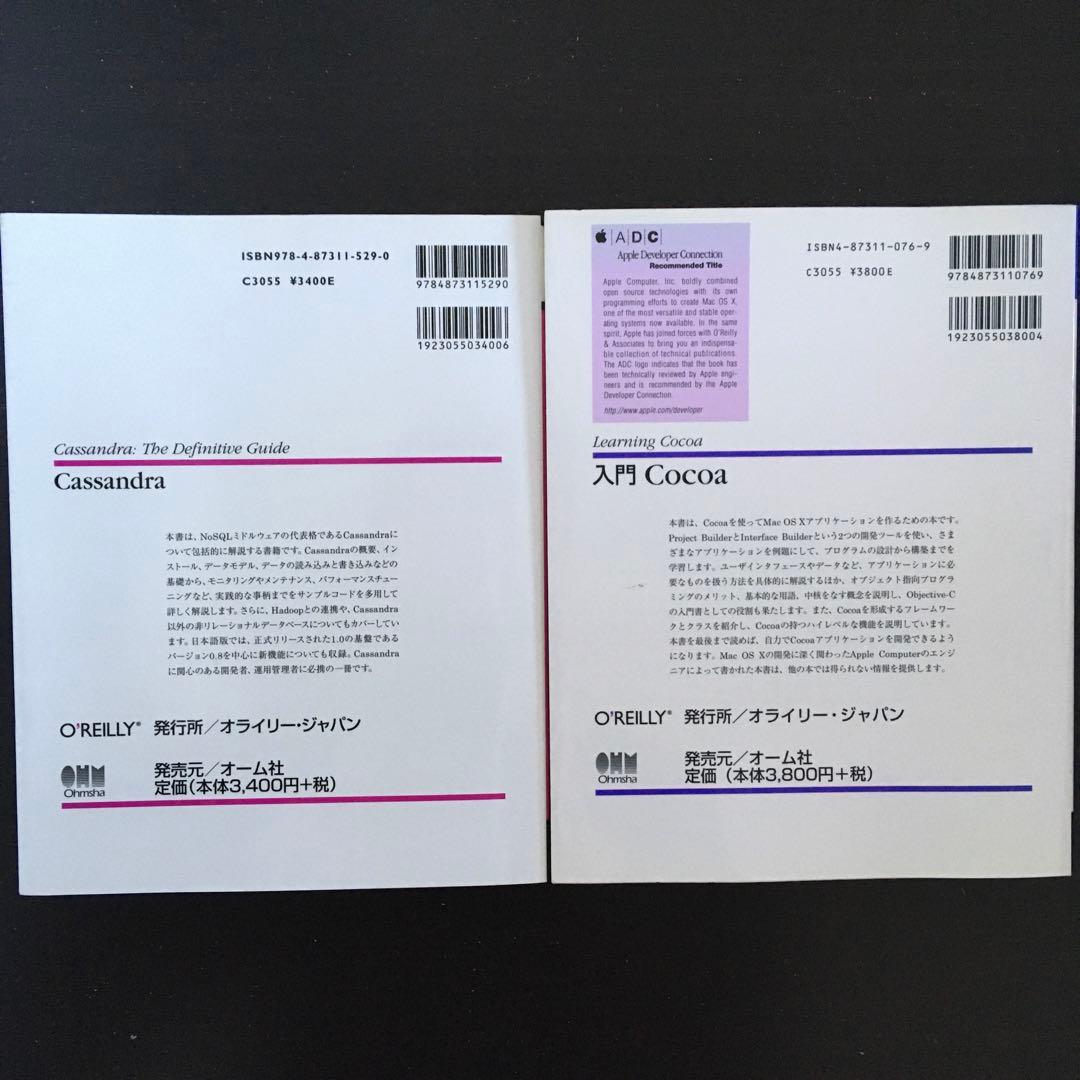 ISBN978-4-87311-529-0
C3055 ¥3400E
9784873115290
1923055034006
Cassandra: The Definitive Guide
Cassandra
本書は、NoSQLミドルウェアの代表格であるCassandraに
ついて包括的に解説する書籍です。Cassandraの概要、イン
ストール、データモデル、データの読み込みと書き込みなどの
基礎から、モニタリングやメンテナンス、パフォーマンスチュー
ニングなど、実践的な事柄までをサンプルコードを多用して
詳しく解説します。さらに、Hadoopとの連携や、Cassandra
以外の非リレーショナルデータベースについてもカバーしてい
ます。日本語版では、正式リリースされた1.0の基盤である
バージョン0.8を中心に新機能についても収録。Cassandra
に関心のある開発者、運用管理者に必携の一冊です。
O'REILLY® 発行所／オライリー・ジャパン
OHM
Ohmsha
発売元／オーム社
定価(本体3,400円+税)
ADC
Apple Developer Connection
Recommended Title
Apple Computer, Inc. boldly combined
open source technologies with its own
programming efforts to create Mac OS X,
one of the most versatile and stable oper-
ating systems now available. In the same
spirit, Apple has joined forces with O'Reilly
& Associates to bring you an indispensa-
ble collection of technical publications.
The ADC logo indicates that the book has
been technically reviewed by Apple engi-
neers and is recommended by the Apple
Developer Connection.
http://www.apple.com/developer
ISBN4-87311-076-9
C3055 ¥3800E
9784873110769
1923055038004
Learning Cocoa
入門 Cocoa
本書は、Cocoaを使ってMac OS Xアプリケーションを作るための本です。
Project BuilderとInterface Builderという2つの開発ツールを使い、さま
ざまなアプリケーションを例題にして、プログラムの設計から構築までを
学習します。ユーザインタフェースやデータなど、アプリケーションに必
要なものを扱う方法を具体的に解説するほか、オブジェクト指向プログラ
ミングのメリット、基本的な用語、中核をなす概念を説明し、Objective-C
の入門書としての役割も果たします。また、Cocoaを形成するフレームワー
クとクラスを紹介し、Cocoaの持つハイレベルな機能を説明しています。
本書を最後まで読めば、自力でCocoaアプリケーションを開発できるよう
になります。Mac OS Xの開発に深く関わったApple Computerのエンジ
ニアによって書かれた本書は、他の本では得られない情報を提供します。
O'REILLY® 発行所／オライリー・ジャパン
OHM
Ohmsha
発売元／オーム社
定価（本体3,800円+税）